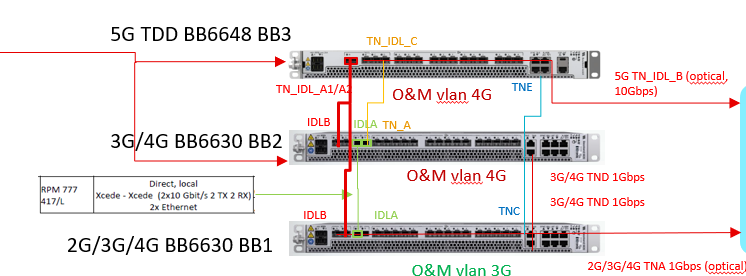 5G TDD BB6648 BB3
TN_IDL_C
TN_IDL_A1/A2
O&M vlan 4G
TNE
5G TN_IDL_B (optical,
10Gbps)
IDLB
IDLA
TN_A
3G/4G BB6630 BB2
O&M vlan 4G
3G/4G TND 1Gbps
3G/4G TND 1Gbps
RPM 777
417/L
Direct, local
Xcede - Xcede (2x10 Gbit/s 2 TX 2 RX)
2x Ethernet
IDLB
IDLA
TNC
2G/3G/4G BB6630 BB1
O&M vlan 3G
2G/3G/4G TNA 1Gbps (optical)